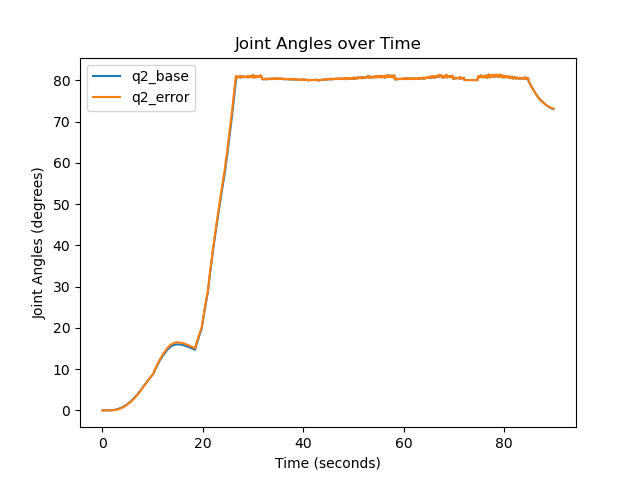 Joint Angles over Time
q2_base
q2_error
Joint Angles (degrees)
80
70
60
50
40
30
20
10
0
0 20 40 60 80
Time (seconds)